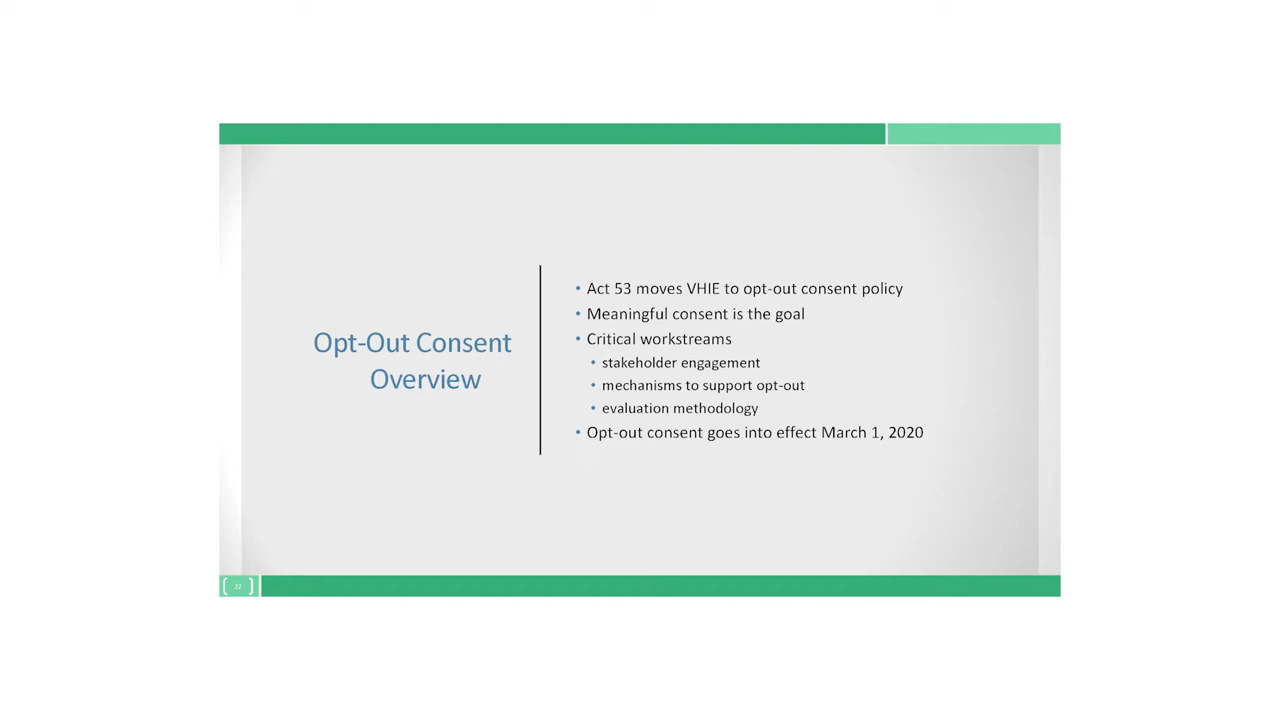 Opt-Out Consent
Overview
• Act 53 moves VHIE to opt-out consent policy
• Meaningful consent is the goal
• Critical workstreams
• stakeholder engagement
• mechanisms to support opt-out
• evaluation methodology
• Opt-out consent goes into effect March 1, 2020
22